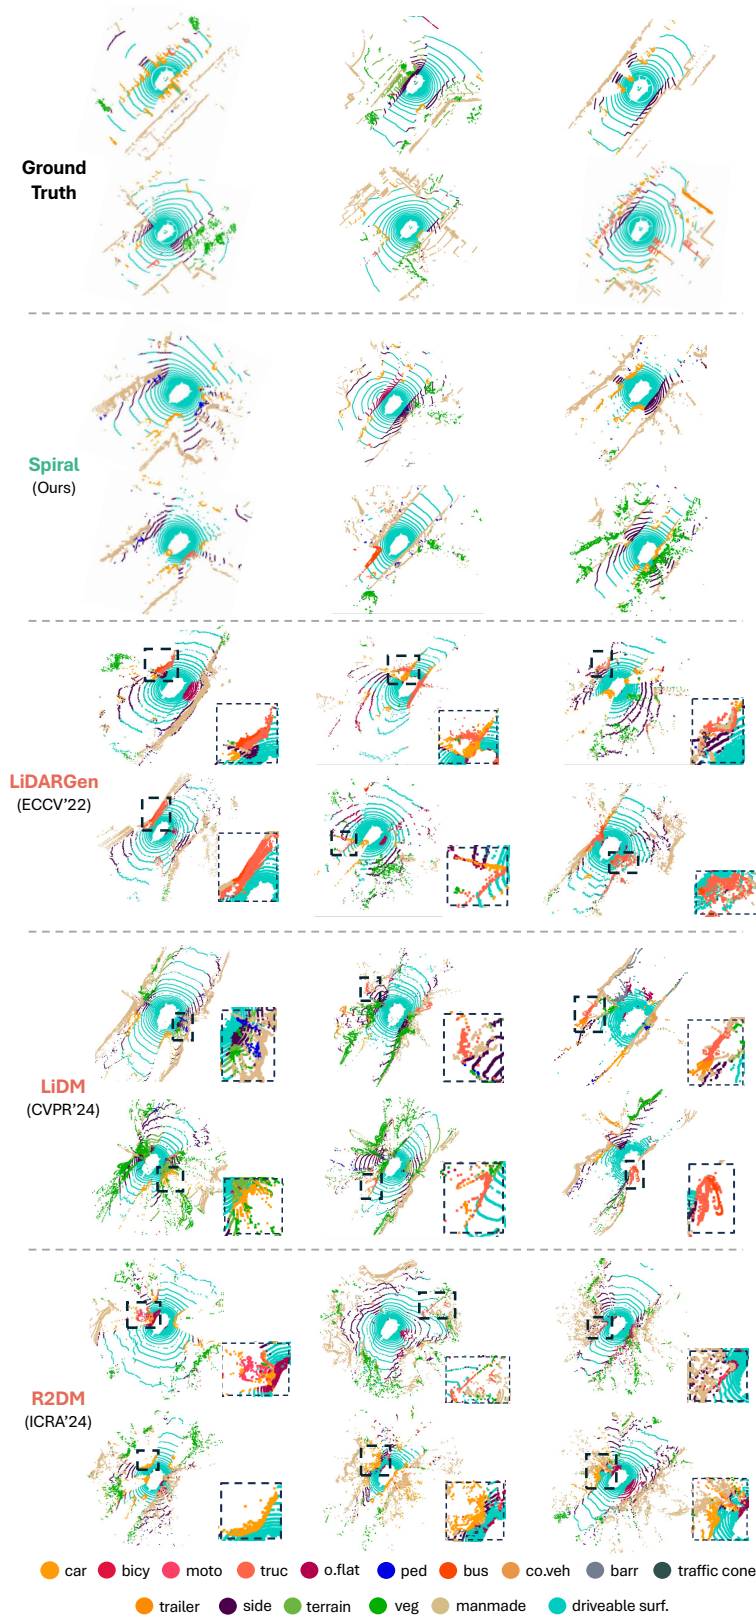 Ground
Truth
Spiral
(Ours)
LiDARGen
(ECCV'22)
LiDM
(CVPR'24)
R2DM
(ICRA'24)
car bicy moto truc o.flat ped bus co.veh barr traffic cone
trailer side terrain veg manmade driveable surf.